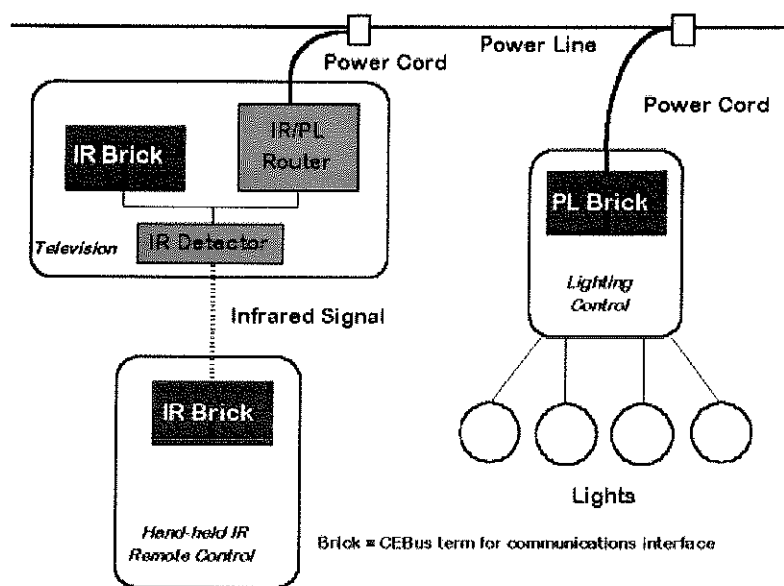 Power Line
Power Cord
Power Cord
IR Brick
IR/PL
Router
IR Detector
Television
PL Brick
Lighting
Control
Infrared Signal
IR Brick
Lights
Hand-held IR
Remote Control
Brick = CEBus term for communications interface